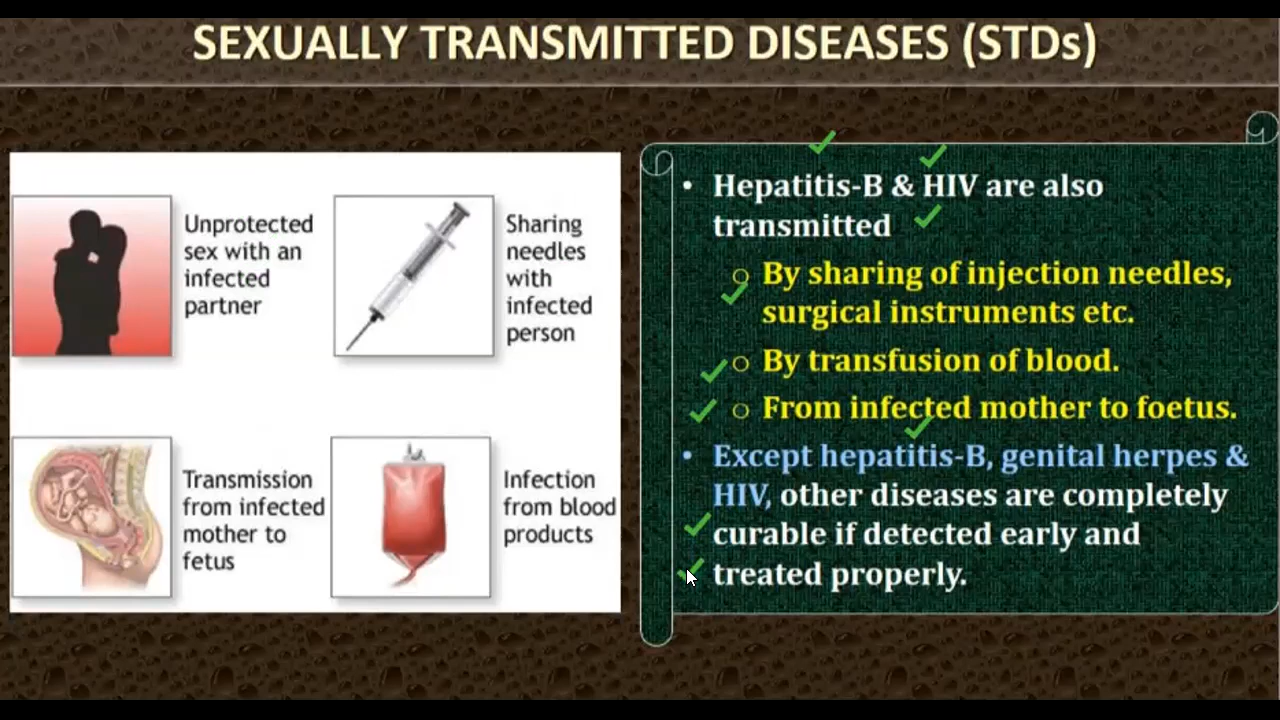 SEXUALLY TRANSMITTED DISEASES (STDs)
Unprotected
sex with an
infected
partner
Sharing
needles
with
infected
person
Transmission
from infected
mother to
fetus
Infection
from blood
products
• Hepatitis-B & HIV are also
transmitted
o By sharing of injection needles,
surgical instruments etc.
o By transfusion of blood.
o From infected mother to foetus.
• Except hepatitis-B, genital herpes &
HIV, other diseases are completely
curable if detected early and
treated properly.